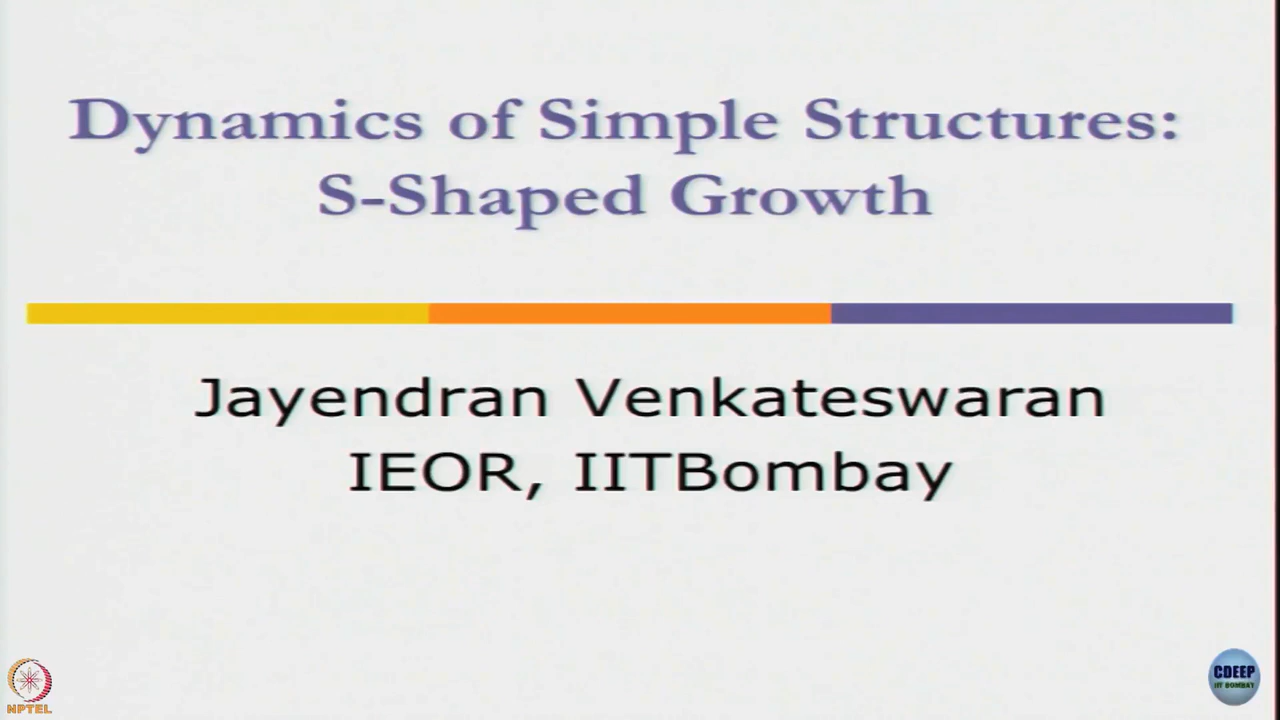 Dynamics of Simple Structures:
S-Shaped Growth
Jayendran Venkateswaran
IEOR, IITBombay
NPTEL
CDEEP
IIT BOMBAY